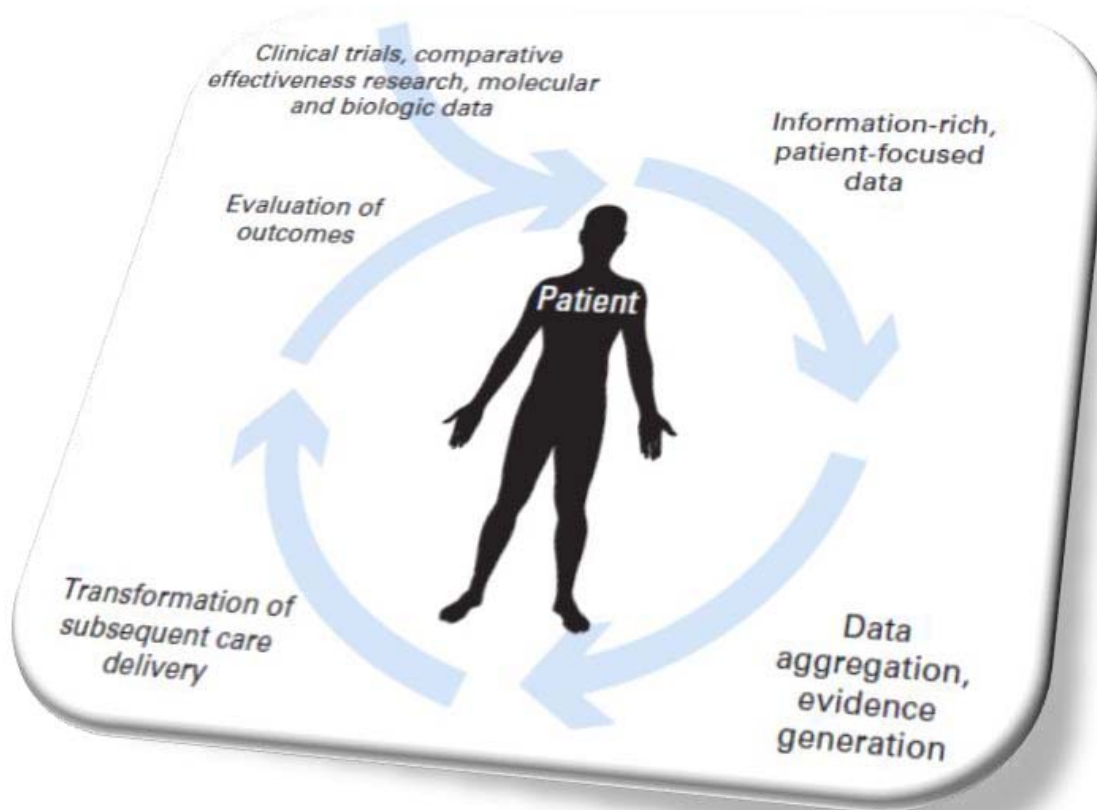 Clinical trials, comparative
effectiveness research, molecular
and biologic data
Information-rich,
patient-focused
data
Evaluation of
outcomes
Patient
Transformation of
subsequent care
delivery
Data
aggregation,
evidence
generation